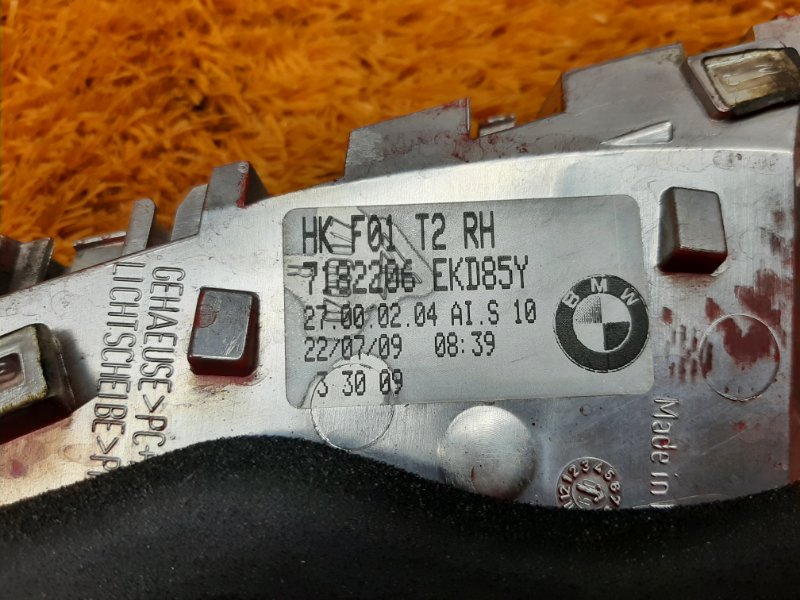 HK F01 T2 RH
7182206 EKD85Y
27.00.02.04 AI.S 10
22/07/09 08:39
3 30 09
BMW
GEHAEUSE>PC+
LICHTSCHEIBE>P
Made in